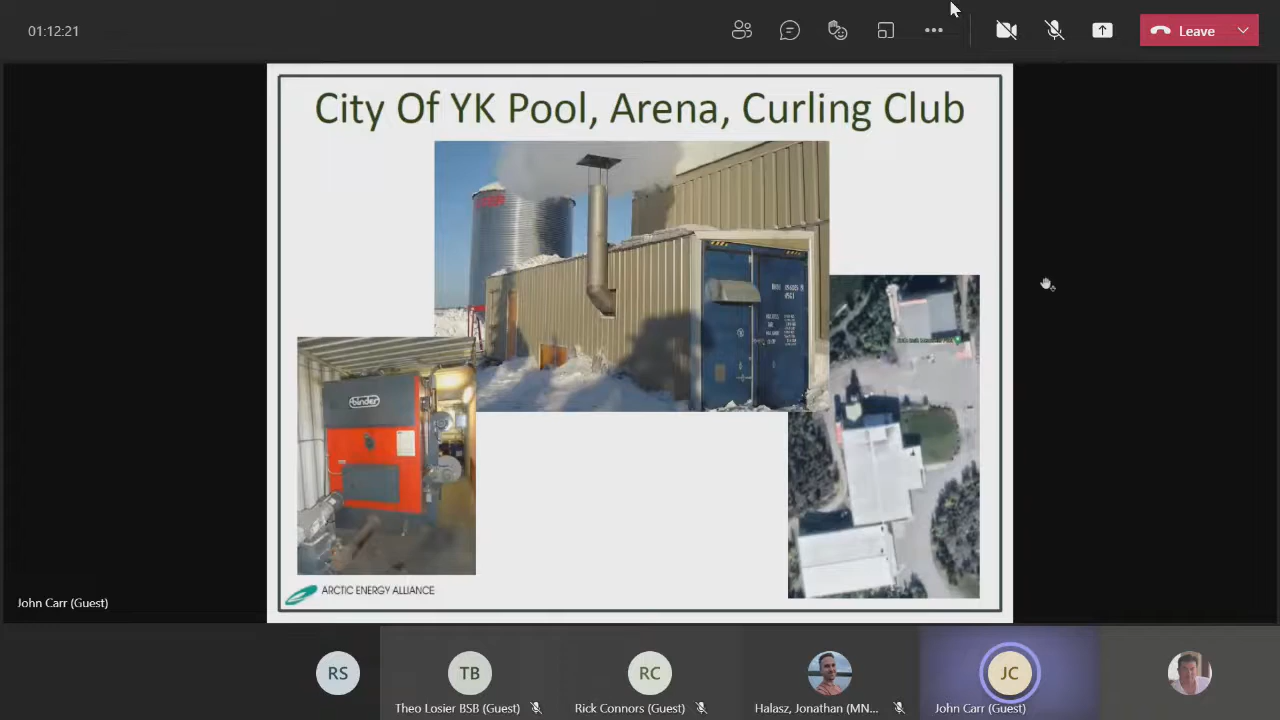 01:12:21
Leave
City Of YK Pool, Arena, Curling Club
binder
ARCTIC ENERGY ALLIANCE
John Carr (Guest)
RS
TB
RC
JC
Theo Losier BSB (Guest)
Rick Connors (Guest)
Halasz, Jonathan (MN...
John Carr (Guest)